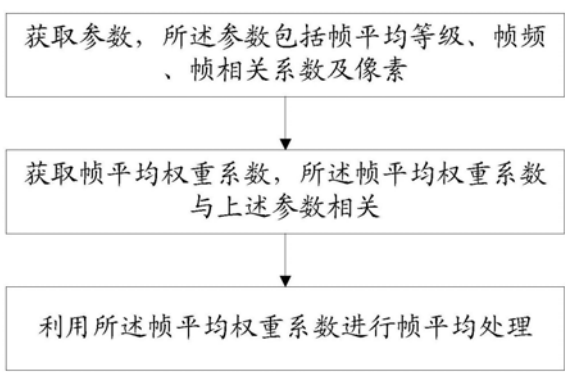 获取参数，所述参数包括帧平均等级、帧频
、帧相关系数及像素
获取帧平均权重系数，所述帧平均权重系数
与上述参数相关
利用所述帧平均权重系数进行帧平均处理